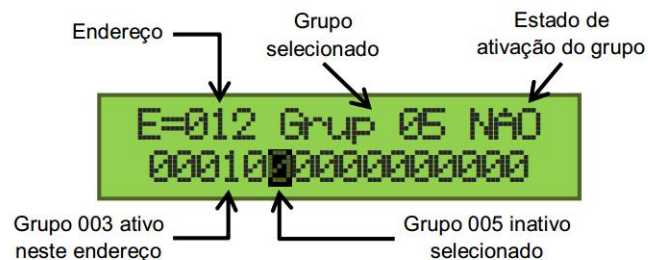 Endereço
Grupo
selecionado
Estado de
ativação do grupo
E=012 Grup 05 NÃO
0001000000000000
Grupo 003 ativo
neste endereço
Grupo 005 inativo
selecionado